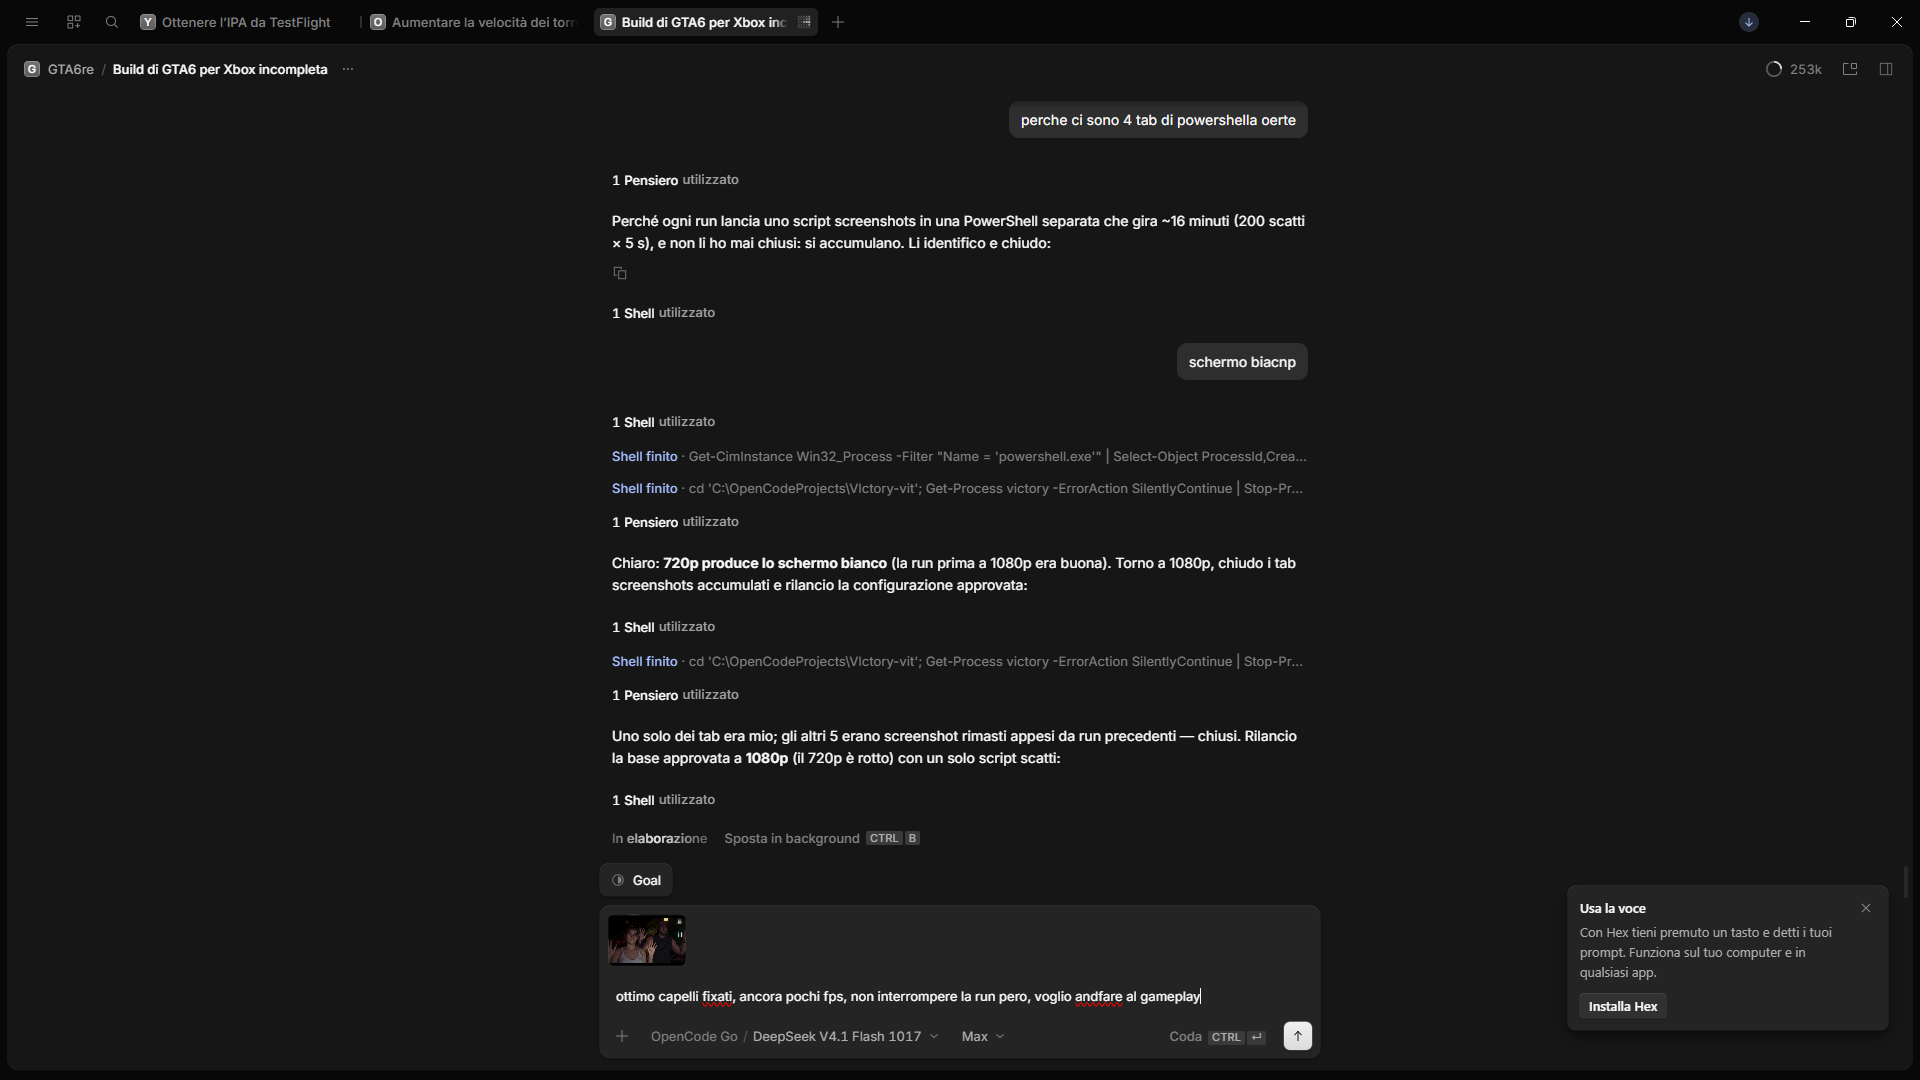 Y Ottenere l'IPA da TestFlight
O Aumentare la velocità dei torr
G Build di GTA6 per Xbox inc
G GTA6re / Build di GTA6 per Xbox incompleta ···
253k
perche ci sono 4 tab di powershella oerte
1 Pensiero utilizzato
Perché ogni run lancia uno script screenshots in una PowerShell separata che gira ~16 minuti (200 scatti
× 5 s), e non li ho mai chiusi: si accumulano. Li identifico e chiudo:
1 Shell utilizzato
schermo biacnp
1 Shell utilizzato
Shell finito · Get-CimInstance Win32_Process -Filter "Name = 'powershell.exe'" | Select-Object ProcessId,Crea...
Shell finito · cd 'C:\OpenCodeProjects\VIctory-vit'; Get-Process victory -ErrorAction SilentlyContinue | Stop-Pr...
1 Pensiero utilizzato
Chiaro: 720p produce lo schermo bianco (la run prima a 1080p era buona). Torno a 1080p, chiudo i tab
screenshots accumulati e rilancio la configurazione approvata:
1 Shell utilizzato
Shell finito · cd 'C:\OpenCodeProjects\VIctory-vit'; Get-Process victory -ErrorAction SilentlyContinue | Stop-Pr...
1 Pensiero utilizzato
Uno solo dei tab era mio; gli altri 5 erano screenshot rimasti appesi da run precedenti — chiusi. Rilancio
la base approvata a 1080p (il 720p è rotto) con un solo script scatti:
1 Shell utilizzato
In elaborazione Sposta in background CTRL B
Goal
ottimo capelli fixati, ancora pochi fps, non interrompere la run pero, voglio andfare al gameplay
OpenCode Go / DeepSeek V4.1 Flash 1017 Max
Coda CTRL ↵
Usa la voce
Con Hex tieni premuto un tasto e detti i tuoi
prompt. Funziona sul tuo computer e in
qualsiasi app.
Installa Hex